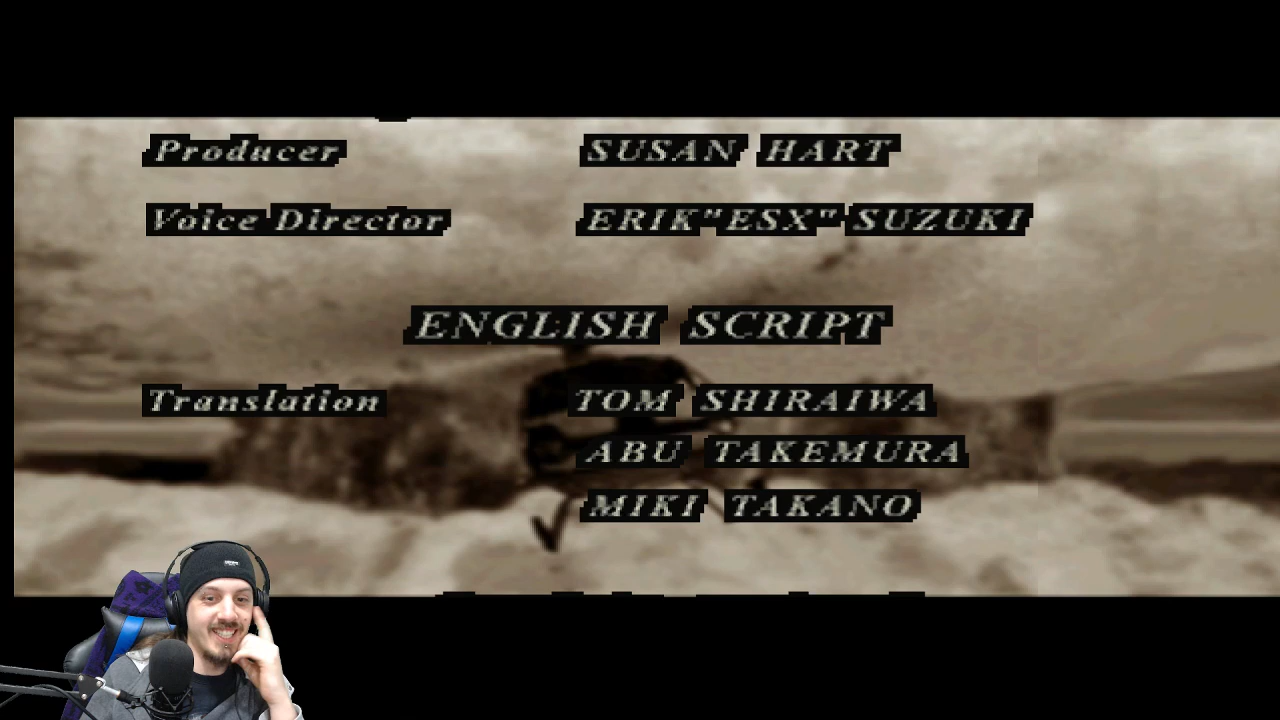 Producer SUSAN HART
Voice Director ERIK"ESX" SUZUKI
ENGLISH SCRIPT
Translation TOM SHIRAIWA
ABU TAKEMURA
MIKI TAKANO